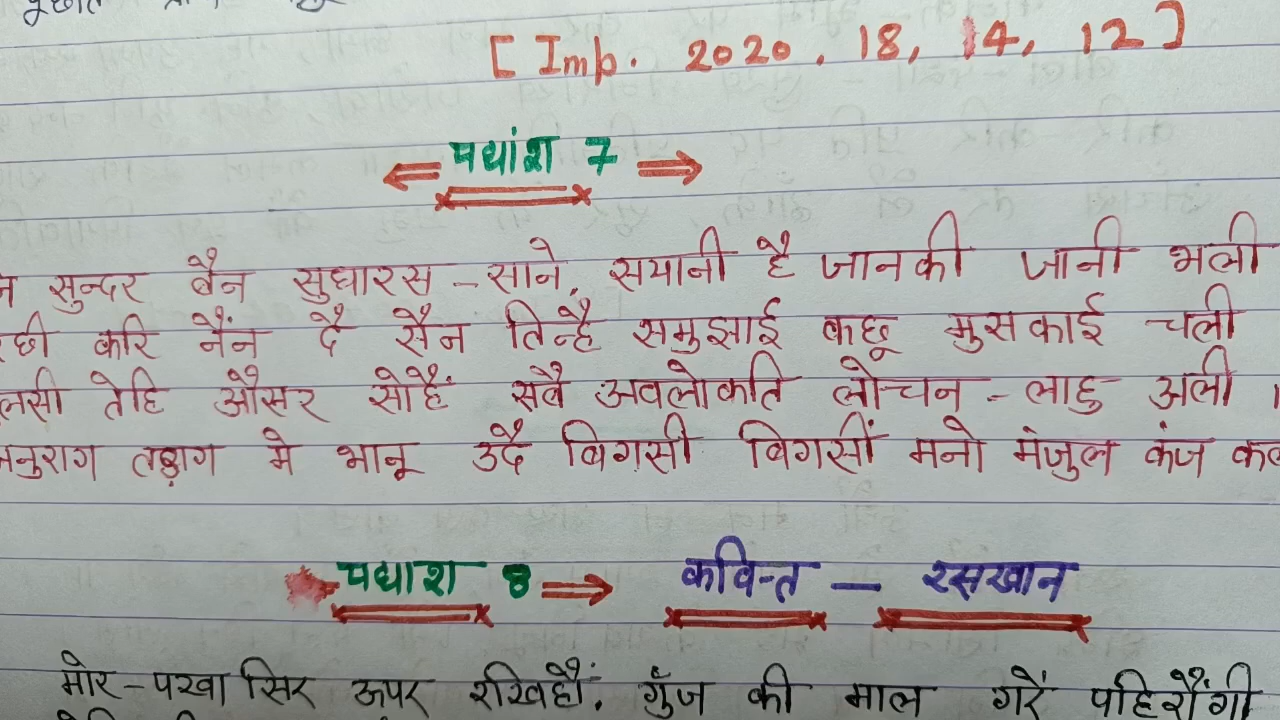 [ Imp. 2020, 18, 14, 12 ]
पद्यांश 7
सुन्दर बैन सुधारस - साने, सयानी है जानकी जानी भली
करि नैन दै सैन तिन्है समुझाई कछू मुसकाई चली
तेहि औसर सोहैं सबै अवलोकति लोचन - लाहु अली ।
अनुराग तड़ाग मे भानू उदै बिगसी बिगसीं मनो मंजुल कंज
पद्याश 8 कवित्त — रसखान
मोर-पखा सिर ऊपर राखिहौं, गुँज की माल गरें पहिरौंगी